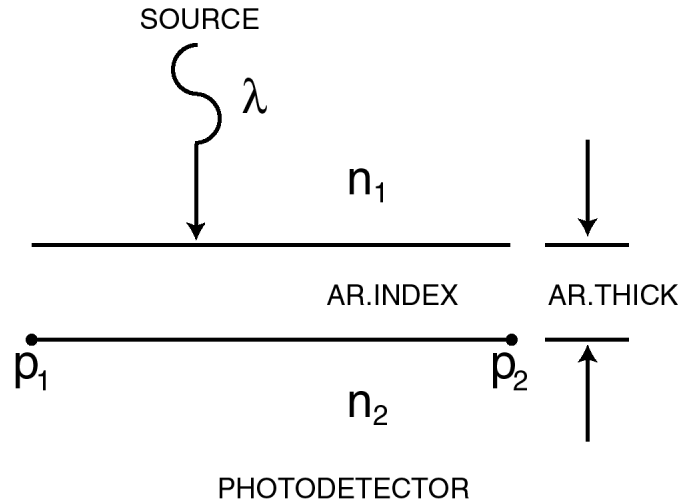 SOURCE
λ
n₁
AR.INDEX AR.THICK
p₁ p₂
n₂
PHOTODETECTOR